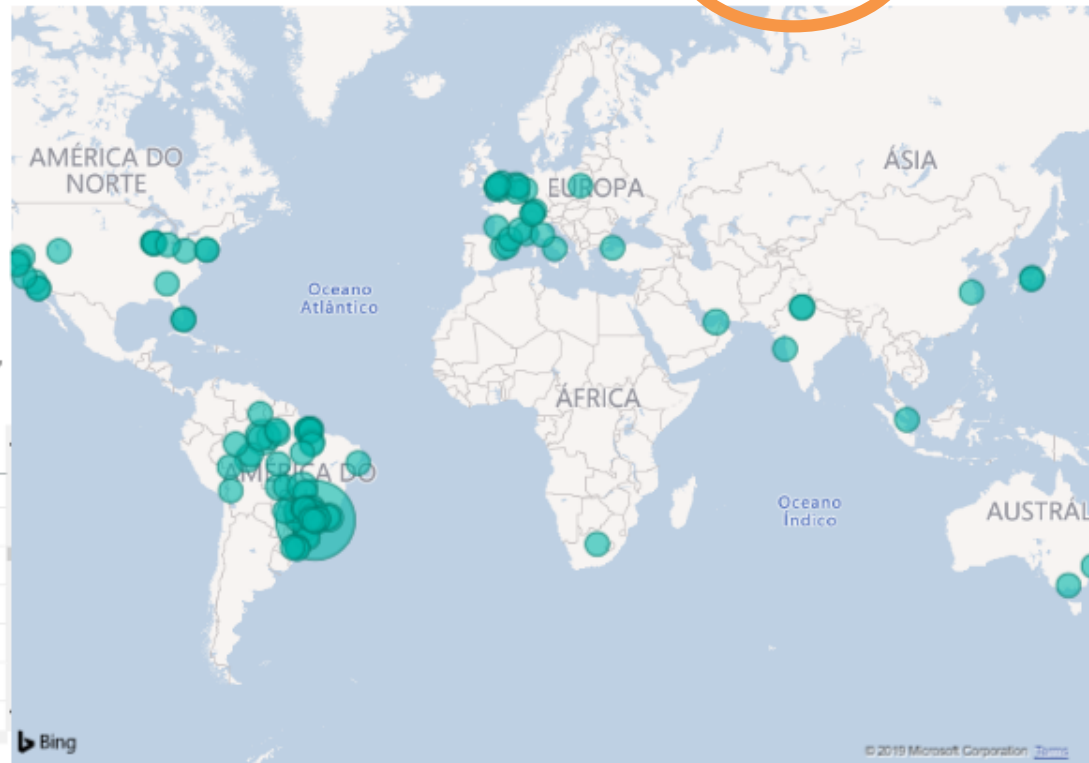 AMÉRICA DO
NORTE
EUROPA
ÁSIA
Oceano
Atlântico
ÁFRICA
AMÉRICA DO
Oceano
Índico
AUSTRÁL
Bing
© 2019 Microsoft Corporation Terms